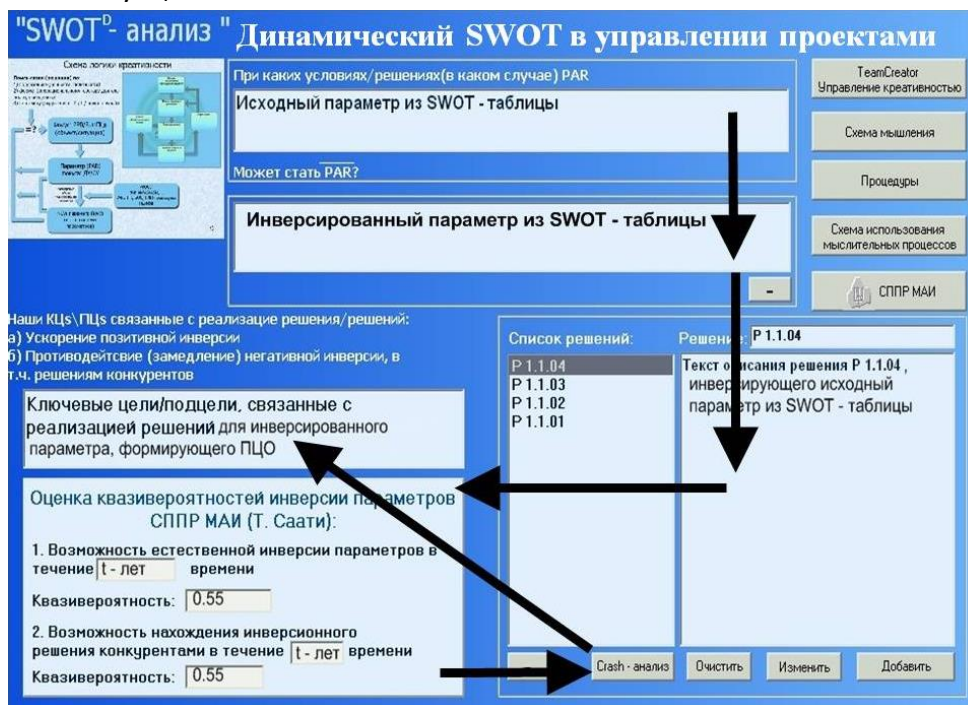 "SWOTᴰ- анализ " Динамический SWOT в управлении проектами
Схема логики креативности
При каких условиях/решениях(в каком случае) PAR
Исходный параметр из SWOT - таблицы
Может стать PAR?
Инверсированный параметр из SWOT - таблицы
-
TeamCreator
Управление креативностью
Схема мышления
Процедуры
Схема использования
мыслительных процессов
СППР МАИ
Наши КЦs\ПЦs связанные с реализацие решения/решений:
а) Ускорение позитивной инверсии
б) Противодейтсвие (замедление) негативной инверсии, в
т.ч. решениям конкурентов
Ключевые цели/подцели, связанные с
реализацией решений для инверсированного
параметра, формирующего ПЦО
Оценка квазивероятностей инверсии параметров
СППР МАИ (Т. Саати):
1. Возможность естественной инверсии параметров в
течение t - лет времени
Квазивероятность: 0.55
2. Возможность нахождения инверсионного
решения конкурентами в течение t - лет времени
Квазивероятность: 0.55
Список решений:
P 1.1.04
P 1.1.03
P 1.1.02
P 1.1.01
Решение: P 1.1.04
Текст описания решения P 1.1.04 ,
инверсирующего исходный
параметр из SWOT - таблицы
Crash - анализ
Очистить
Изменить
Добавить